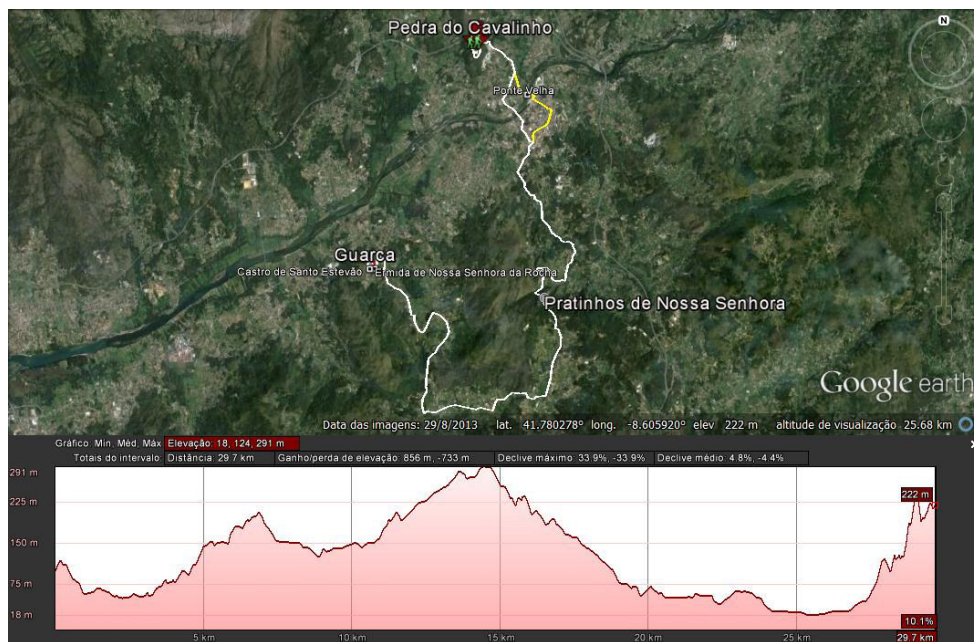 N
Pedra do Cavalinho
Ponte Velha
Guarca
Castro de Santo Estevão
Ermida de Nossa Senhora da Rocha
Pratinhos de Nossa Senhora
Google earth
Data das imagens: 29/8/2013 lat. 41.780278° long. -8.605920° elev 222 m altitude de visualização 25.68 km
Gráfico: Min, Méd, Máx Elevação: 18, 124, 291 m
Totais do intervalo: Distância: 29.7 km Ganho/perda de elevação: 856 m, -733 m Declive máximo: 33.9%, -33.9% Declive médio: 4.8%, -4.4%
291 m
225 m
222 m
150 m
75 m
18 m
10.1%
5 km 10 km 15 km 20 km 25 km 29.7 km